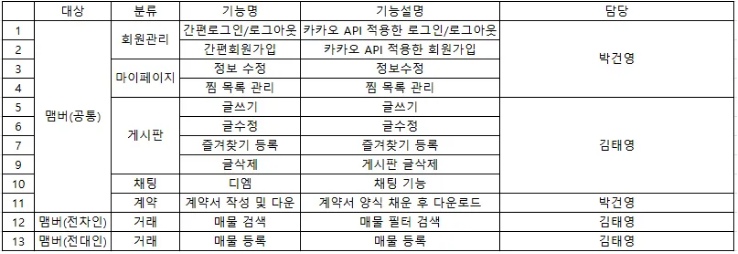 대상 분류 기능명 기능설명 담당
1 맴버(공통) 회원관리 간편로그인/로그아웃 카카오 API 적용한 로그인/로그아웃 박건영
2 간편회원가입 카카오 API 적용한 회원가입
3 마이페이지 정보 수정 정보수정
4 찜 목록 관리 찜 목록 관리
5 게시판 글쓰기 글쓰기 김태영
6 글수정 글수정
7 즐겨찾기 등록 즐겨찾기 등록
9 글삭제 게시판 글삭제
10 채팅 디엠 채팅 기능
11 계약 계약서 작성 및 다운 계약서 양식 채운 후 다운로드 박건영
12 맴버(전차인) 거래 매물 검색 매물 필터 검색 김태영
13 맴버(전대인) 거래 매물 등록 매물 등록 김태영